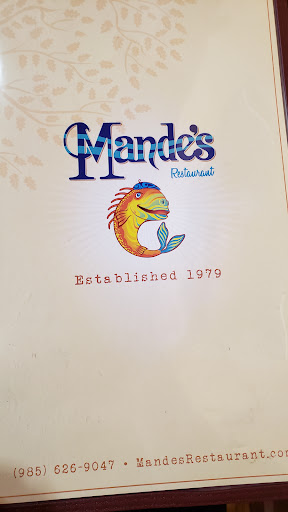 Mande's
Restaurant
Established 1979
(985) 626-9047 • MandesRestaurant.com